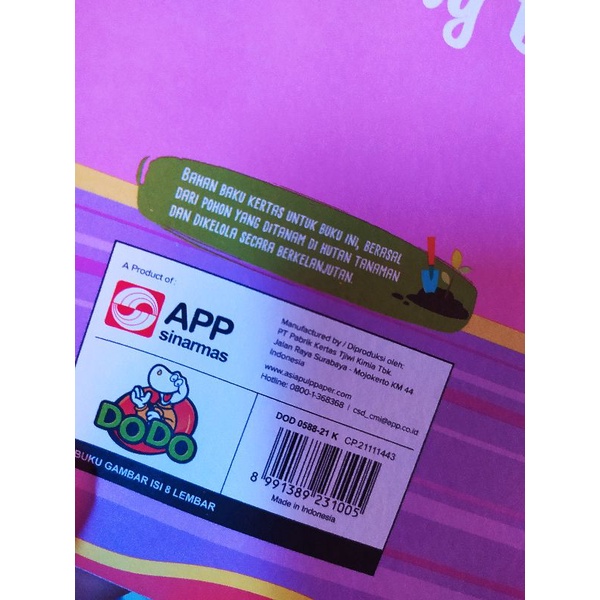 BAHAN BAKU KERTAS UNTUK BUKU INI, BERASAL
DARI POHON YANG DITANAM DI HUTAN TANAMAN
DAN DIKELOLA SECARA BERKELANJUTAN.
A Product of :
APP
sinarmas
Manufactured by / Diproduksi oleh:
PT Pabrik Kertas Tjiwi Kimia Tbk.
Jalan Raya Surabaya - Mojokerto KM 44
Indonesia
www.asiapulppaper.com
Hotline: 0800-1-368368 | csd_cmi@epp.co.id
DODO
DOD 0588-21 K CP.21111443
8 991389 231005
Made in Indonesia
BUKU GAMBAR ISI 8 LEMBAR